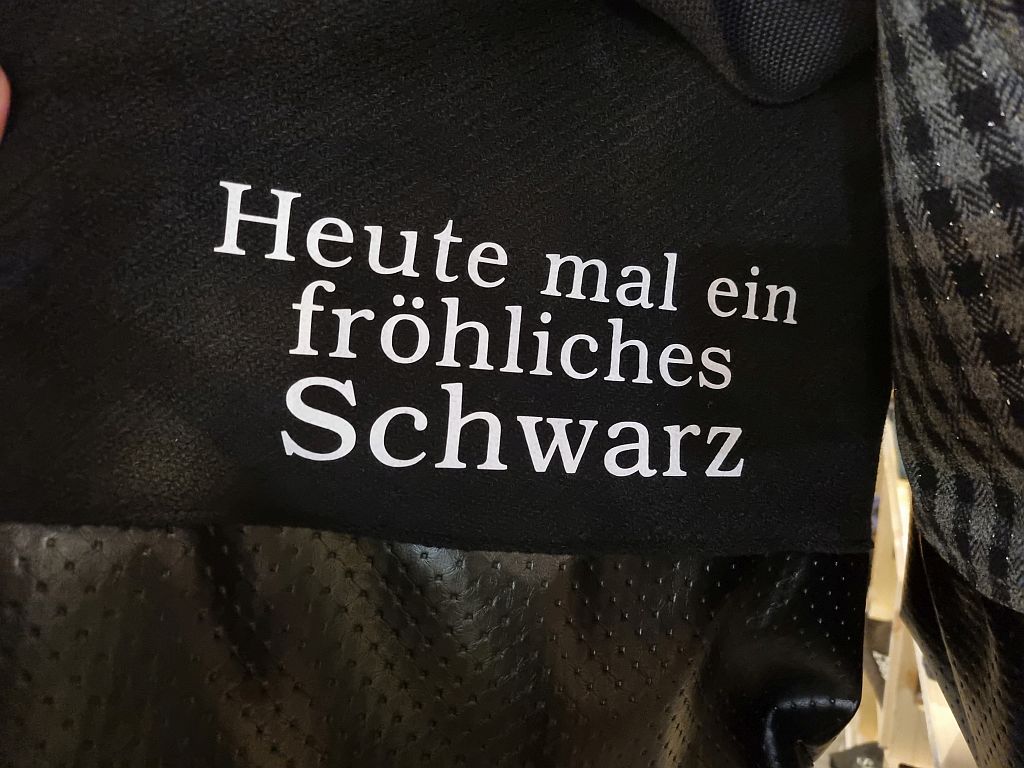 Heute mal ein
fröhliches
Schwarz